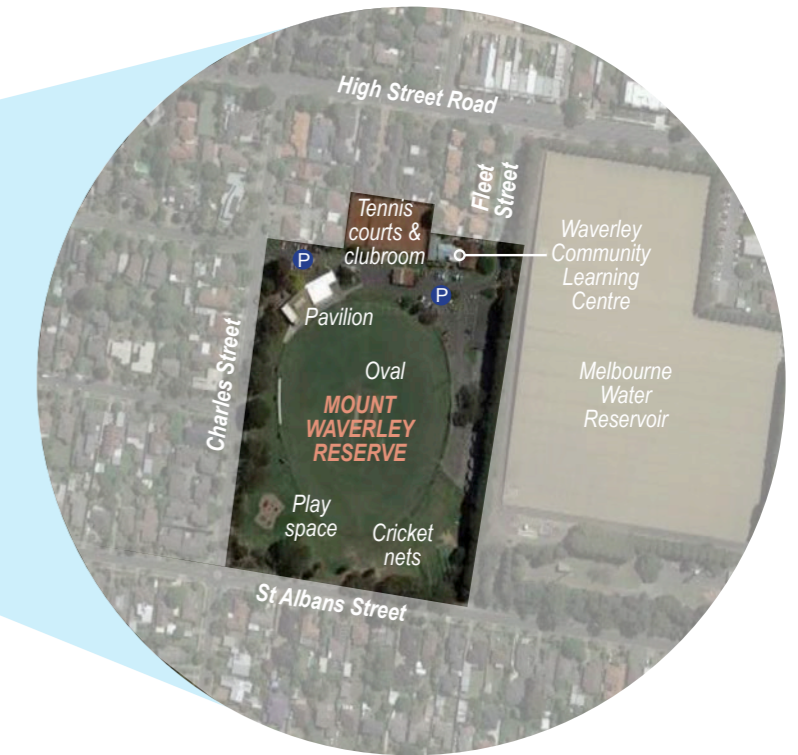 High Street Road
Fleet
Street
Tennis
courts &
clubroom
Waverley
Community
Learning
Centre
P
P
Pavilion
Charles Street
Oval
Melbourne
Water
Reservoir
MOUNT
WAVERLEY
RESERVE
Play
space
Cricket
nets
St Albans Street